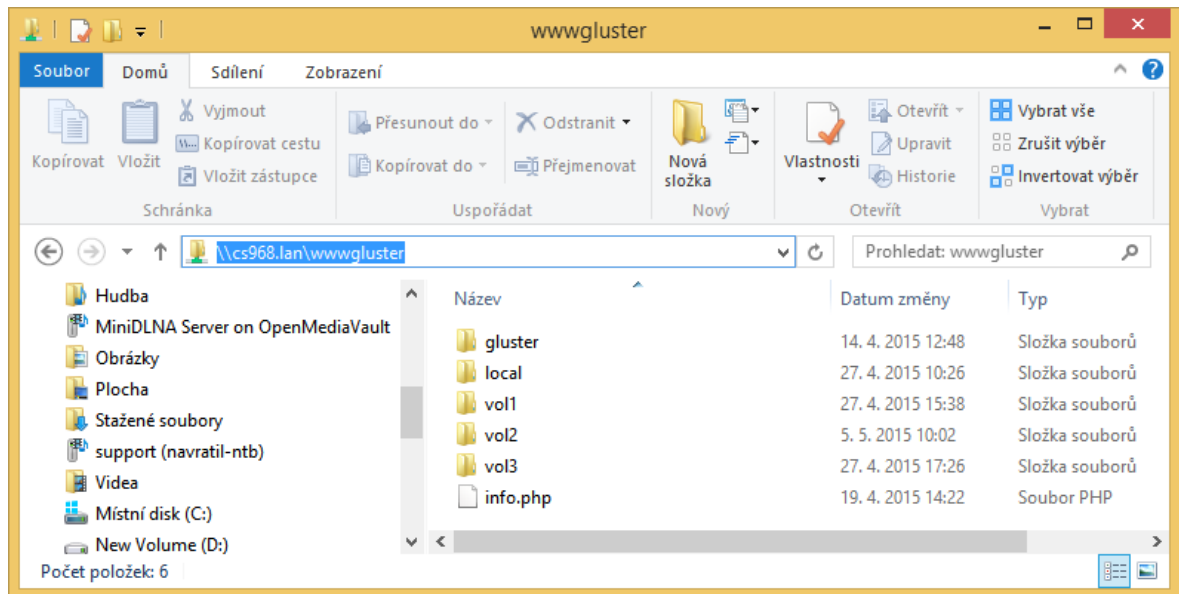 wwwgluster
Soubor Domů Sdílení Zobrazení
Kopírovat
Vložit
Vyjmout
Kopírovat cestu
Vložit zástupce
Schránka
Přesunout do
Kopírovat do
Odstranit
Přejmenovat
Uspořádat
Nová
složka
Nový
Vlastnosti
Otevřít
Upravit
Historie
Otevřít
Vybrat vše
Zrušit výběr
Invertovat výběr
Vybrat
\\cs968.lan\wwwgluster
Prohledat: wwwgluster
Hudba
MiniDLNA Server on OpenMediaVault
Obrázky
Plocha
Stažené soubory
support (navratil-ntb)
Videa
Místní disk (C:)
New Volume (D:)
Název Datum změny Typ
gluster 14. 4. 2015 12:48 Složka souborů
local 27. 4. 2015 10:26 Složka souborů
vol1 27. 4. 2015 15:38 Složka souborů
vol2 5. 5. 2015 10:02 Složka souborů
vol3 27. 4. 2015 17:26 Složka souborů
info.php 19. 4. 2015 14:22 Soubor PHP
Počet položek: 6